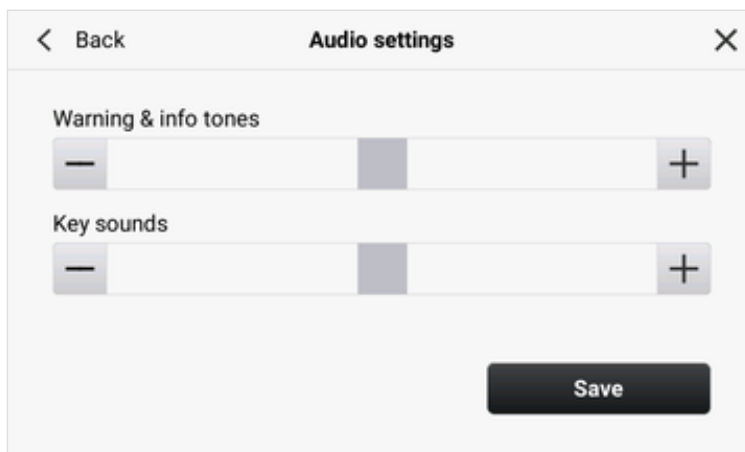 Back
Audio settings
Warning & info tones
Key sounds
Save